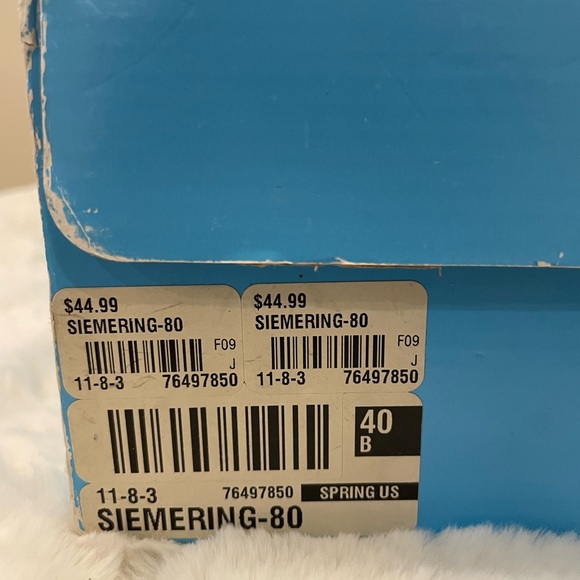 $44.99
SIEMERING-80
F09
J
11-8-3 76497850
$44.99
SIEMERING-80
F09
J
11-8-3 76497850
40
B
11-8-3 76497850 SPRING US
SIEMERING-80